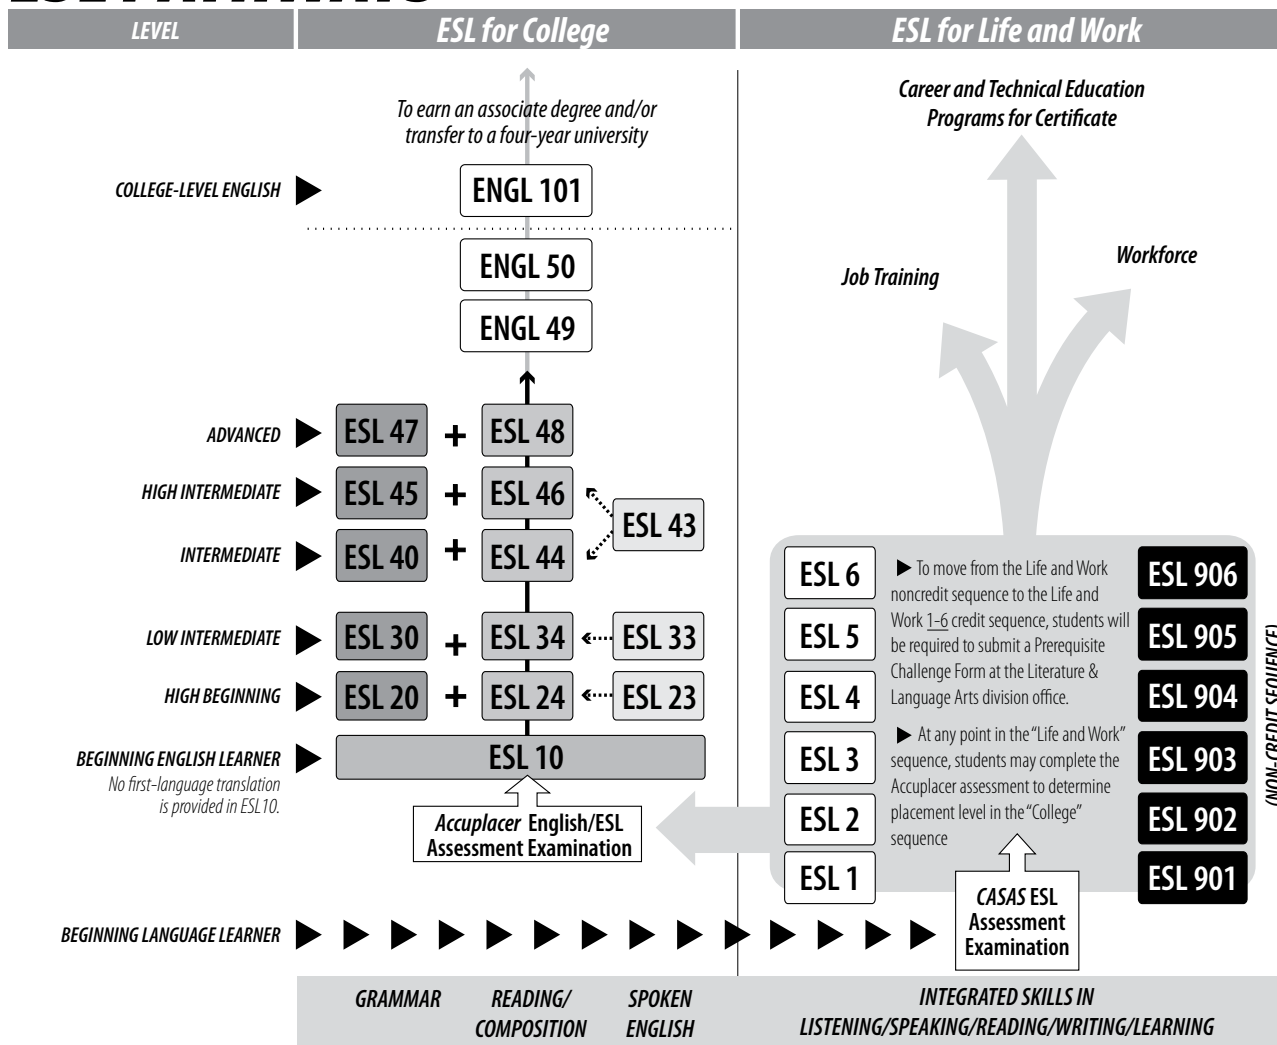 LEVEL
ESL for College
ESL for Life and Work
To earn an associate degree and/or
transfer to a four-year university
Career and Technical Education
Programs for Certificate
COLLEGE-LEVEL ENGLISH
ENGL 101
ENGL 50
ENGL 49
Job Training
Workforce
ADVANCED
ESL 47
+
ESL 48
HIGH INTERMEDIATE
ESL 45
+
ESL 46
ESL 43
INTERMEDIATE
ESL 40
+
ESL 44
LOW INTERMEDIATE
ESL 30
+
ESL 34
ESL 33
HIGH BEGINNING
ESL 20
+
ESL 24
ESL 23
BEGINNING ENGLISH LEARNER
No first-language translation
is provided in ESL10.
ESL 10
Accuplacer English/ESL
Assessment Examination
ESL 6
ESL 5
ESL 4
ESL 3
ESL 2
ESL 1
To move from the Life and Work
noncredit sequence to the Life and
Work 1-6 credit sequence, students will
be required to submit a Prerequisite
Challenge Form at the Literature &
Language Arts division office.
At any point in the "Life and Work"
sequence, students may complete the
Accuplacer assessment to determine
placement level in the "College"
sequence
ESL 906
ESL 905
ESL 904
ESL 903
ESL 902
ESL 901
(NON-CREDIT SEQUENCE)
CASAS ESL
Assessment
Examination
BEGINNING LANGUAGE LEARNER
GRAMMAR
READING/
COMPOSITION
SPOKEN
ENGLISH
INTEGRATED SKILLS IN
LISTENING/SPEAKING/READING/WRITING/LEARNING